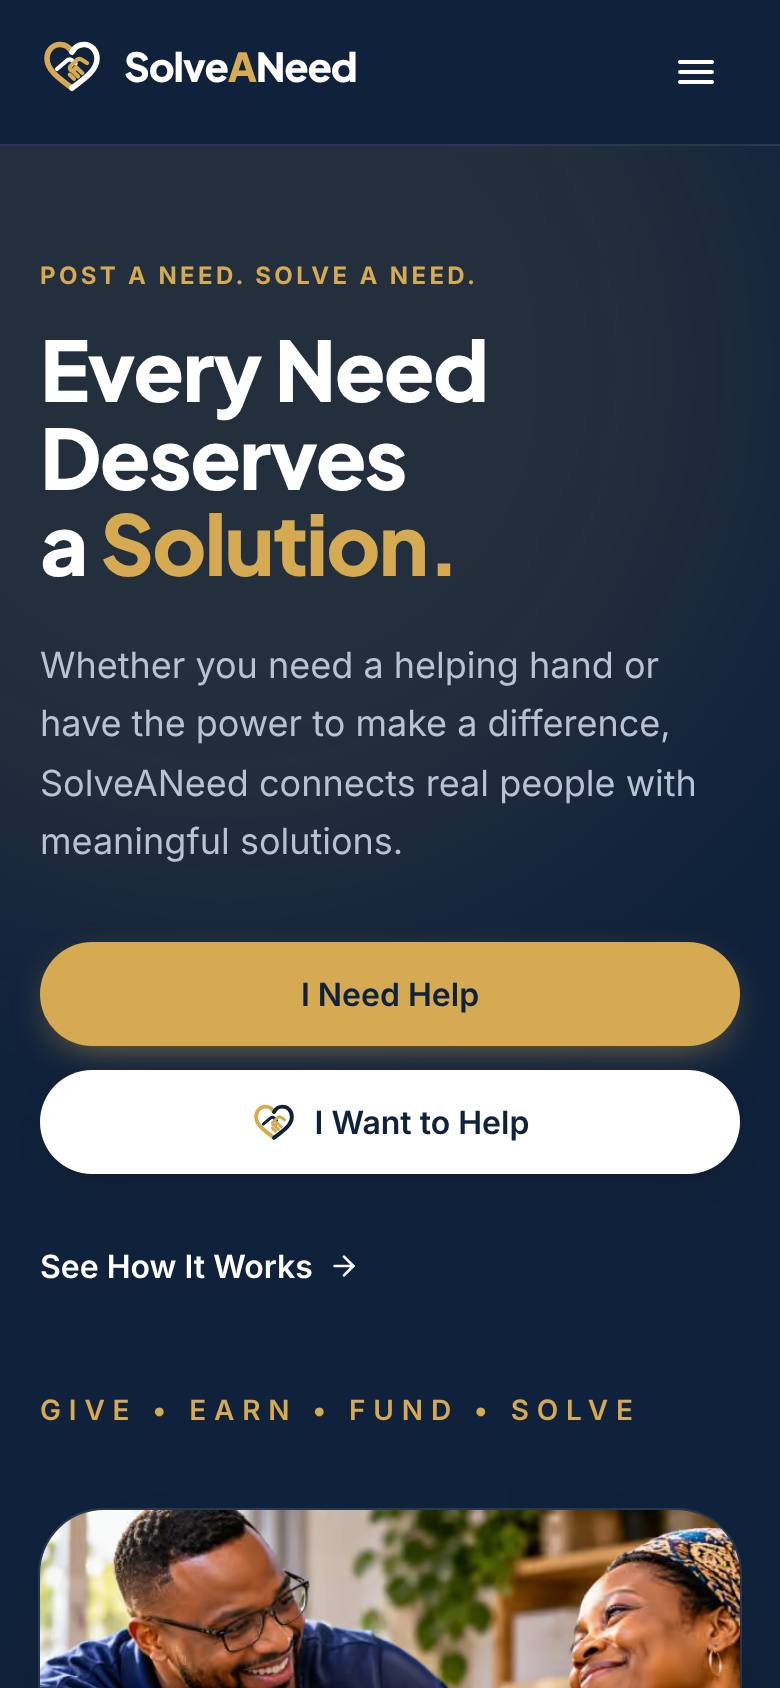 SolveANeed
POST A NEED. SOLVE A NEED.
Every Need
Deserves
a Solution.
Whether you need a helping hand or
have the power to make a difference,
SolveANeed connects real people with
meaningful solutions.
I Need Help
I Want to Help
See How It Works →
GIVE • EARN • FUND • SOLVE